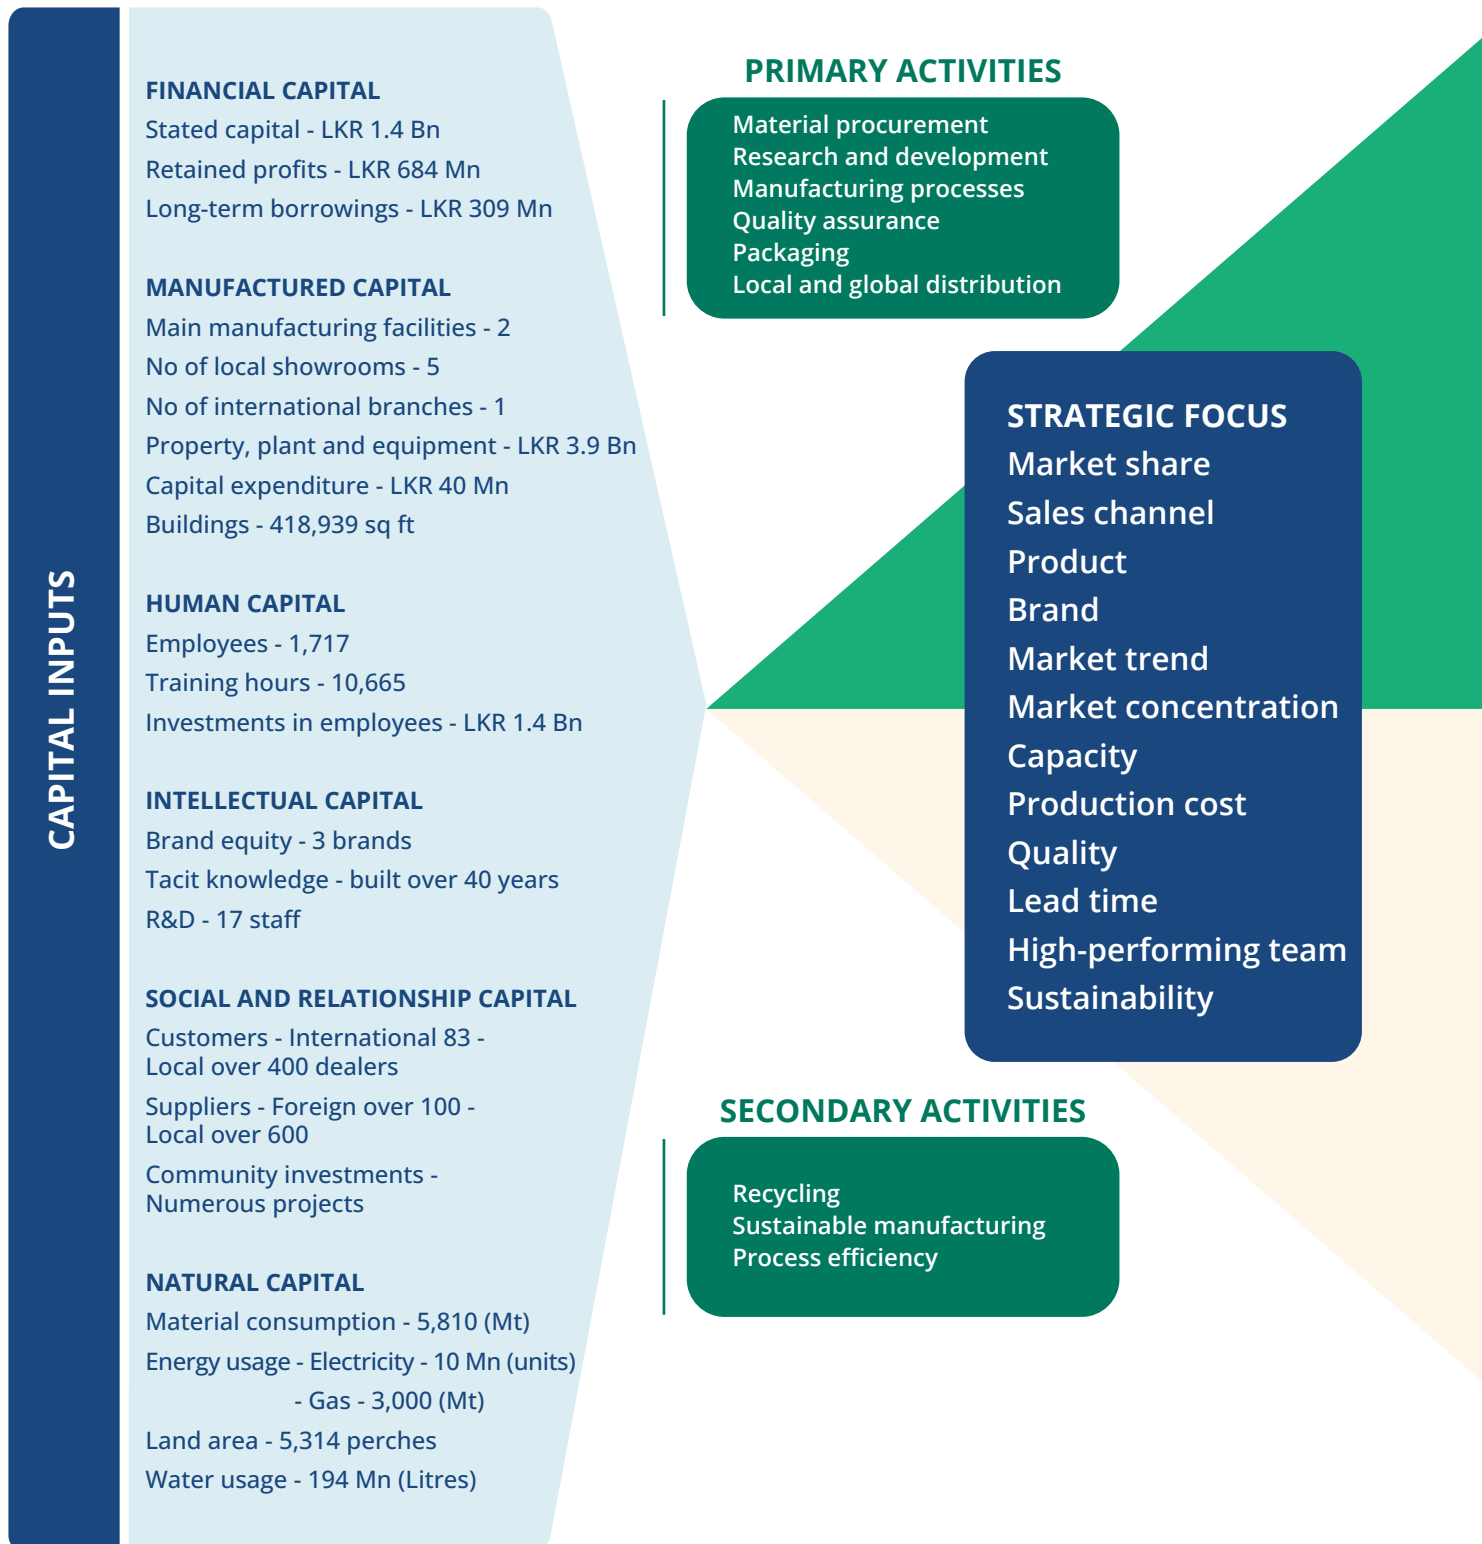 CAPITAL INPUTS
FINANCIAL CAPITAL
Stated capital - LKR 1.4 Bn
Retained profits - LKR 684 Mn
Long-term borrowings - LKR 309 Mn
MANUFACTURED CAPITAL
Main manufacturing facilities - 2
No of local showrooms - 5
No of international branches - 1
Property, plant and equipment - LKR 3.9 Bn
Capital expenditure - LKR 40 Mn
Buildings - 418,939 sq ft
HUMAN CAPITAL
Employees - 1,717
Training hours - 10,665
Investments in employees - LKR 1.4 Bn
INTELLECTUAL CAPITAL
Brand equity - 3 brands
Tacit knowledge - built over 40 years
R&D - 17 staff
SOCIAL AND RELATIONSHIP CAPITAL
Customers - International 83 -
Local over 400 dealers
Suppliers - Foreign over 100 -
Local over 600
Community investments -
Numerous projects
NATURAL CAPITAL
Material consumption - 5,810 (Mt)
Energy usage - Electricity - 10 Mn (units)
- Gas - 3,000 (Mt)
Land area - 5,314 perches
Water usage - 194 Mn (Litres)
PRIMARY ACTIVITIES
Material procurement
Research and development
Manufacturing processes
Quality assurance
Packaging
Local and global distribution
STRATEGIC FOCUS
Market share
Sales channel
Product
Brand
Market trend
Market concentration
Capacity
Production cost
Quality
Lead time
High-performing team
Sustainability
SECONDARY ACTIVITIES
Recycling
Sustainable manufacturing
Process efficiency